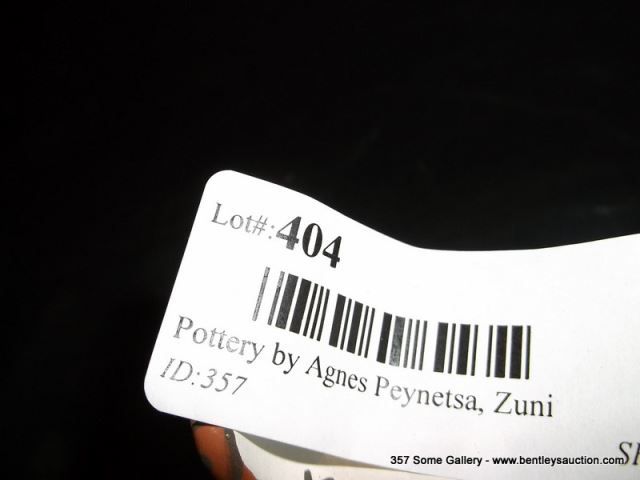 Lot#:404
Pottery by Agnes Peynetsa, Zuni
ID:357
357 Some Gallery - www.bentleysauction.com